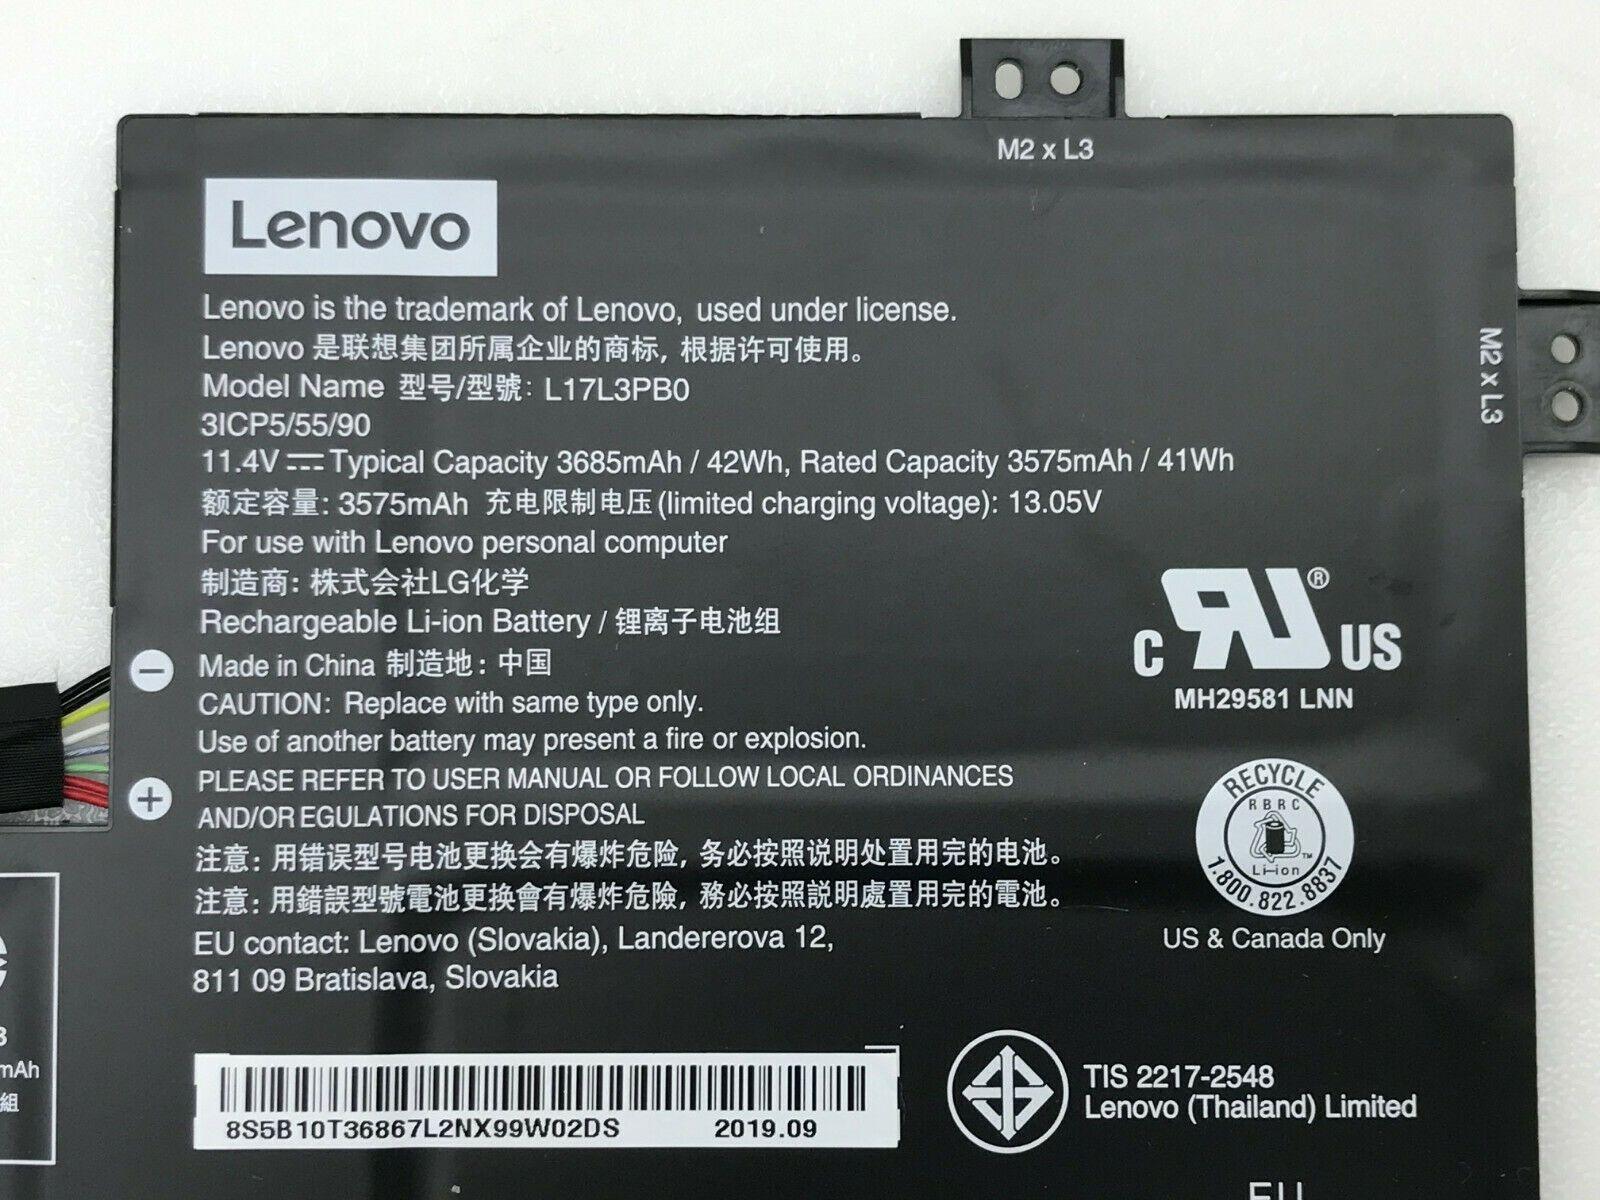 M2 x L3
Lenovo
Lenovo is the trademark of Lenovo, used under license.
Lenovo 是联想集团所属企业的商标, 根据许可使用。
Model Name 型号/型號: L17L3PB0
3ICP5/55/90
11.4V ⎓ Typical Capacity 3685mAh / 42Wh, Rated Capacity 3575mAh / 41Wh
额定容量: 3575mAh 充电限制电压 (limited charging voltage): 13.05V
For use with Lenovo personal computer
制造商: 株式会社LG化学
Rechargeable Li-ion Battery / 锂离子电池组
Made in China 制造地: 中国
CAUTION: Replace with same type only.
Use of another battery may present a fire or explosion.
PLEASE REFER TO USER MANUAL OR FOLLOW LOCAL ORDINANCES
AND/OR EGULATIONS FOR DISPOSAL
注意: 用错误型号电池更换会有爆炸危险, 务必按照说明处置用完的电池。
注意: 用錯誤型號電池更換會有爆炸危險, 務必按照説明處置用完的電池。
EU contact: Lenovo (Slovakia), Landererova 12,
811 09 Bratislava, Slovakia
8S5B10T36867L2NX99W02DS 2019.09
M2 x L3
c RU ® US
MH29581 LNN
RECYCLE
RBRC
Li-ion ™
1.800.822.8837
US & Canada Only
TIS 2217-2548
Lenovo (Thailand) Limited
mAh
組
EU
−
+